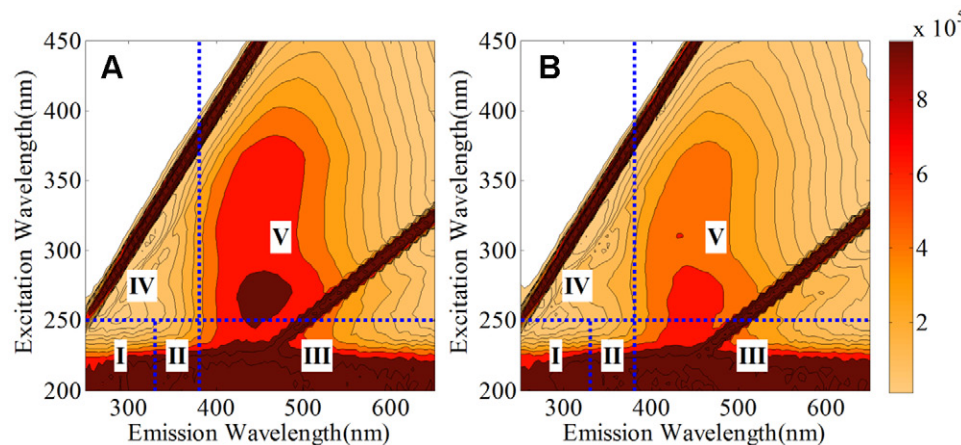 A
B
x 10⁵
450
400
350
300
250
200
Excitation Wavelength(nm)
IV
V
I
II
III
300
400
500
600
Emission Wavelength(nm)
450
400
350
300
250
200
Excitation Wavelength(nm)
IV
V
I
II
III
300
400
500
600
Emission Wavelength(nm)
8
6
4
2